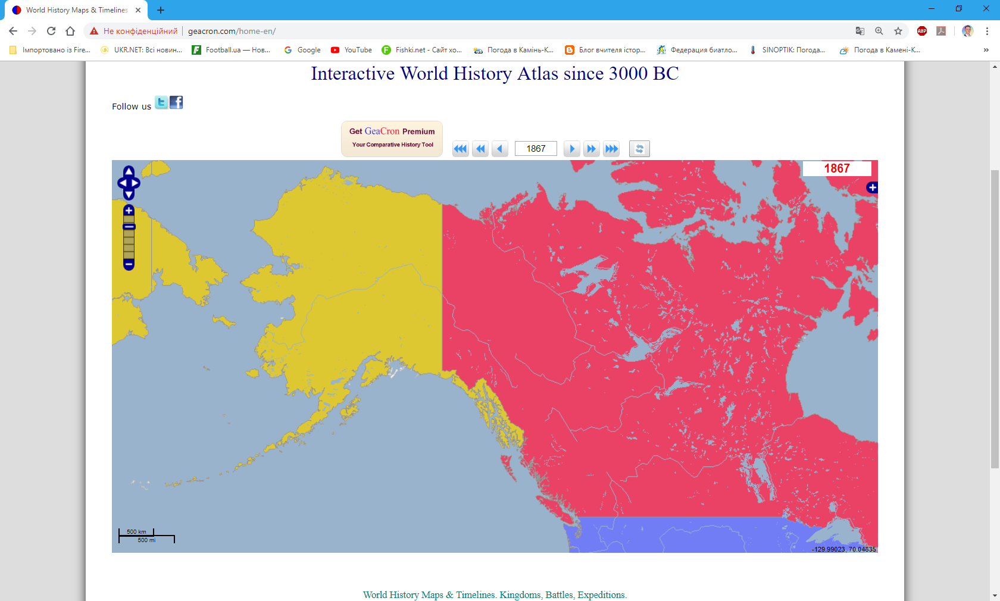 World History Maps & Timelines
Не конфіденційний
geacron.com/home-en/
ABP
Імпортовано із Fire...
UKR.NET: Всі новин...
Football.ua — Нов...
Google
YouTube
Fishki.net - Сайт хо...
Погода в Камінь-К...
Блог вчителя істор...
Федерация биатло...
SINOPTIK: Погода...
Погода в Камені-К...
Interactive World History Atlas since 3000 BC
Follow us
Get GeaCron Premium
Your Comparative History Tool
1867
1867
500 km
500 mi
-129.99023, 70.04835
World History Maps & Timelines. Kingdoms, Battles, Expeditions.